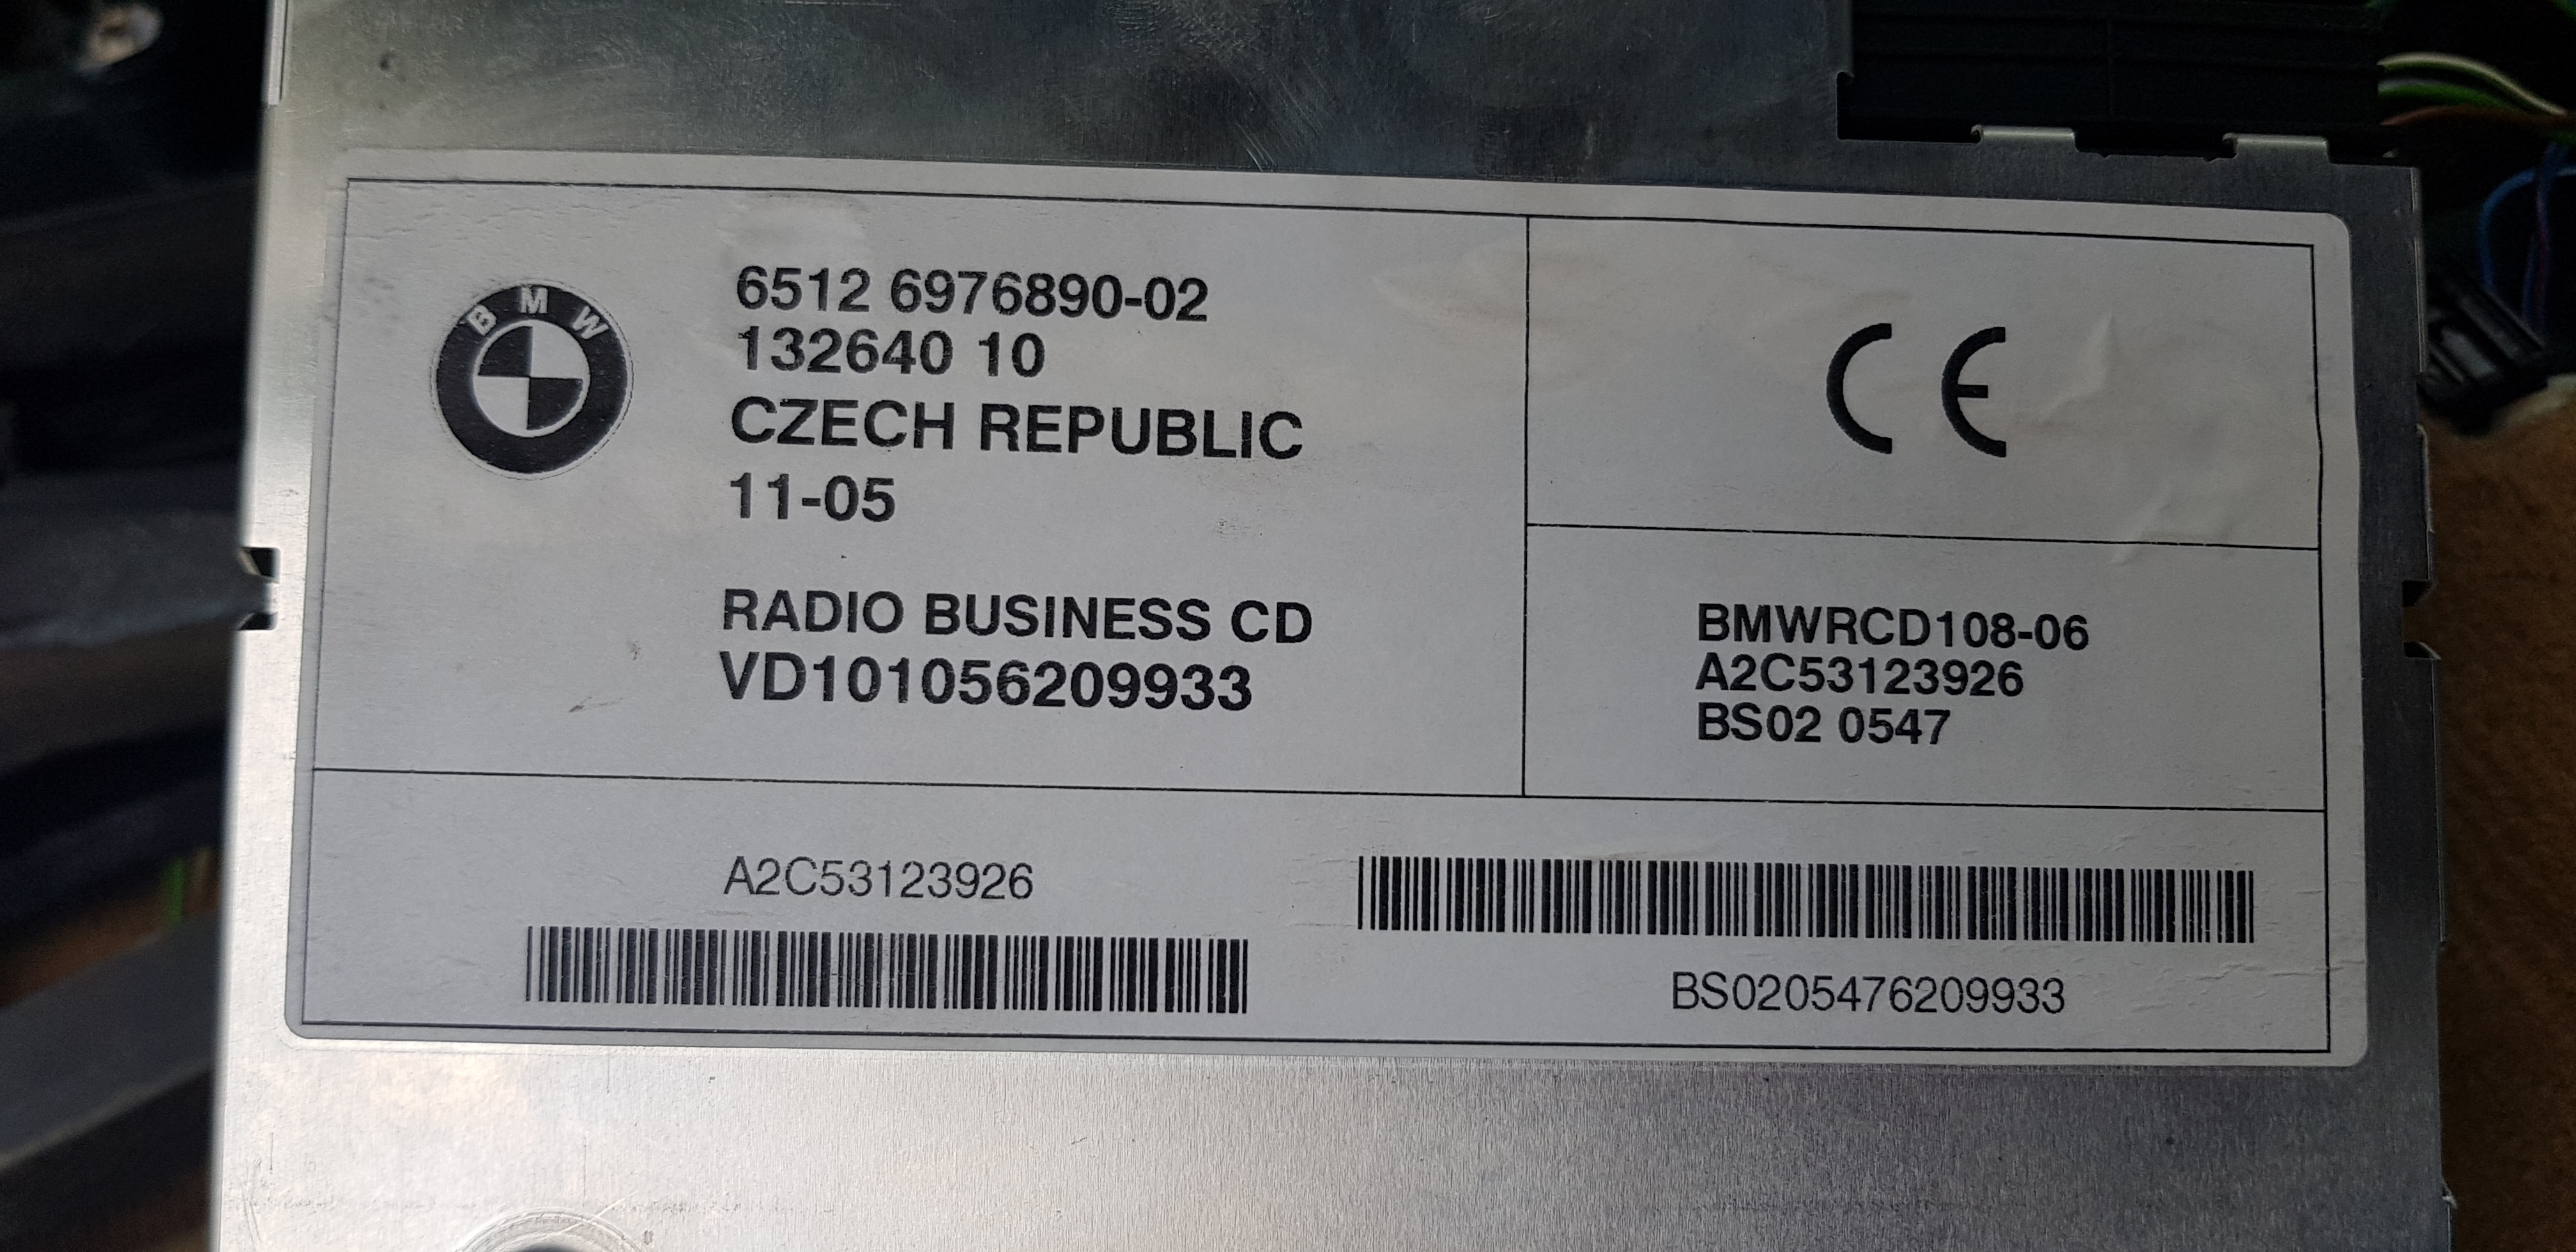 BMW
6512 6976890-02
132640 10
CZECH REPUBLIC
11-05
RADIO BUSINESS CD
VD101056209933
CE
BMWRCD108-06
A2C53123926
BS02 0547
A2C53123926
BS0205476209933